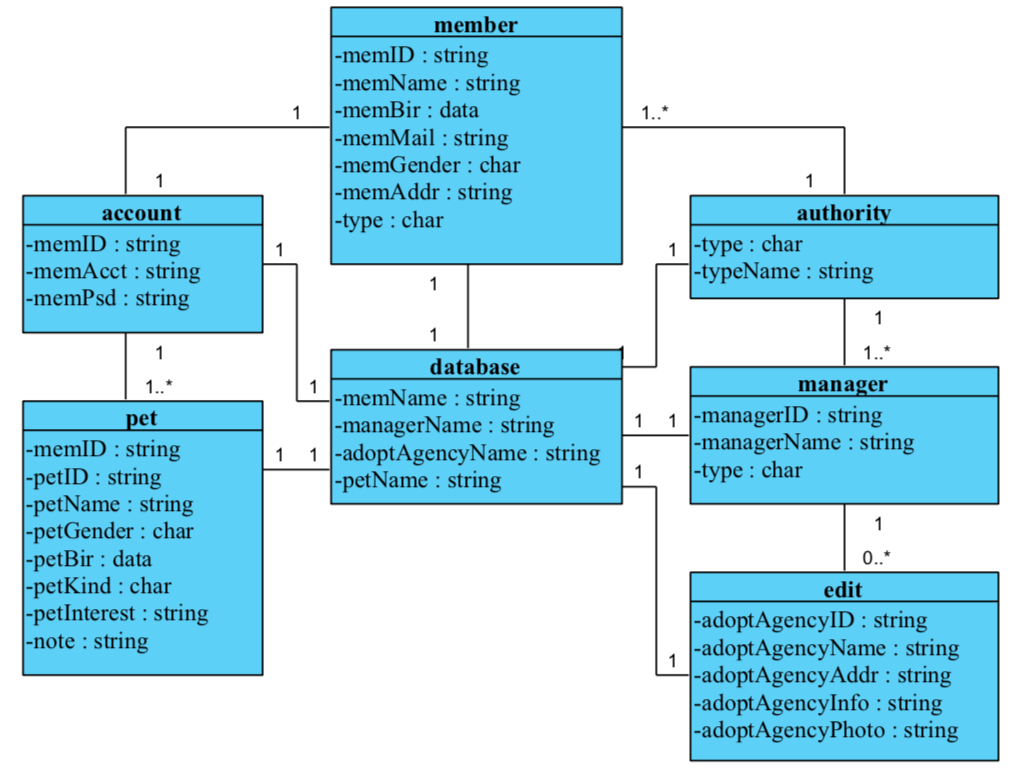 member
-memID : string
-memName : string
-memBir : data
-memMail : string
-memGender : char
-memAddr : string
-type : char
1
1..*
1
1
account
-memID : string
-memAcct : string
-memPsd : string
authority
-type : char
-typeName : string
1
1
1
1
1
1..*
1
1..*
1
1
database
-memName : string
-managerName : string
-adoptAgencyName : string
-petName : string
manager
-managerID : string
-managerName : string
-type : char
pet
-memID : string
-petID : string
-petName : string
-petGender : char
-petBir : data
-petKind : char
-petInterest : string
-note : string
1 1
1 1
1
1
0..*
1
edit
-adoptAgencyID : string
-adoptAgencyName : string
-adoptAgencyAddr : string
-adoptAgencyInfo : string
-adoptAgencyPhoto : string